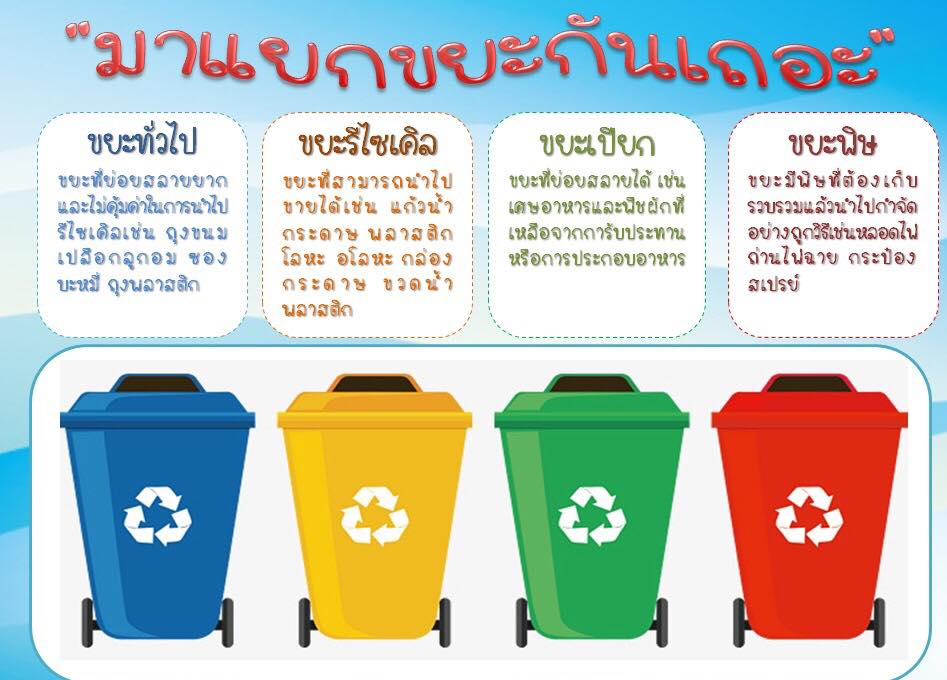 "มาแยกขยะกันเถอะ"
ขยะทั่วไป
ขยะที่ย่อยสลายยาก
และไม่คุ้มค่าในการนำไป
รีไซเคิลเช่น ถุงขนม
เปลือกลูกอม ซอง
บะหมี่ ถุงพลาสติก
ขยะรีไซเคิล
ขยะที่สามารถนำไป
ขายได้เช่น แก้วน้ำ
กระดาษ พลาสติก
โลหะ อโลหะ กล่อง
กระดาษ ขวดน้ำ
พลาสติก
ขยะเปียก
ขยะที่ย่อยสลายได้ เช่น
เศษอาหารและพืชผักที่
เหลือจากการับประทาน
หรือการประกอบอาหาร
ขยะพิษ
ขยะมีพิษที่ต้องเก็บ
รวบรวมแล้วนำไปกำจัด
อย่างถูกวิธีเช่นหลอดไฟ
ถ่านไฟฉาย กระป๋อง
สเปรย์